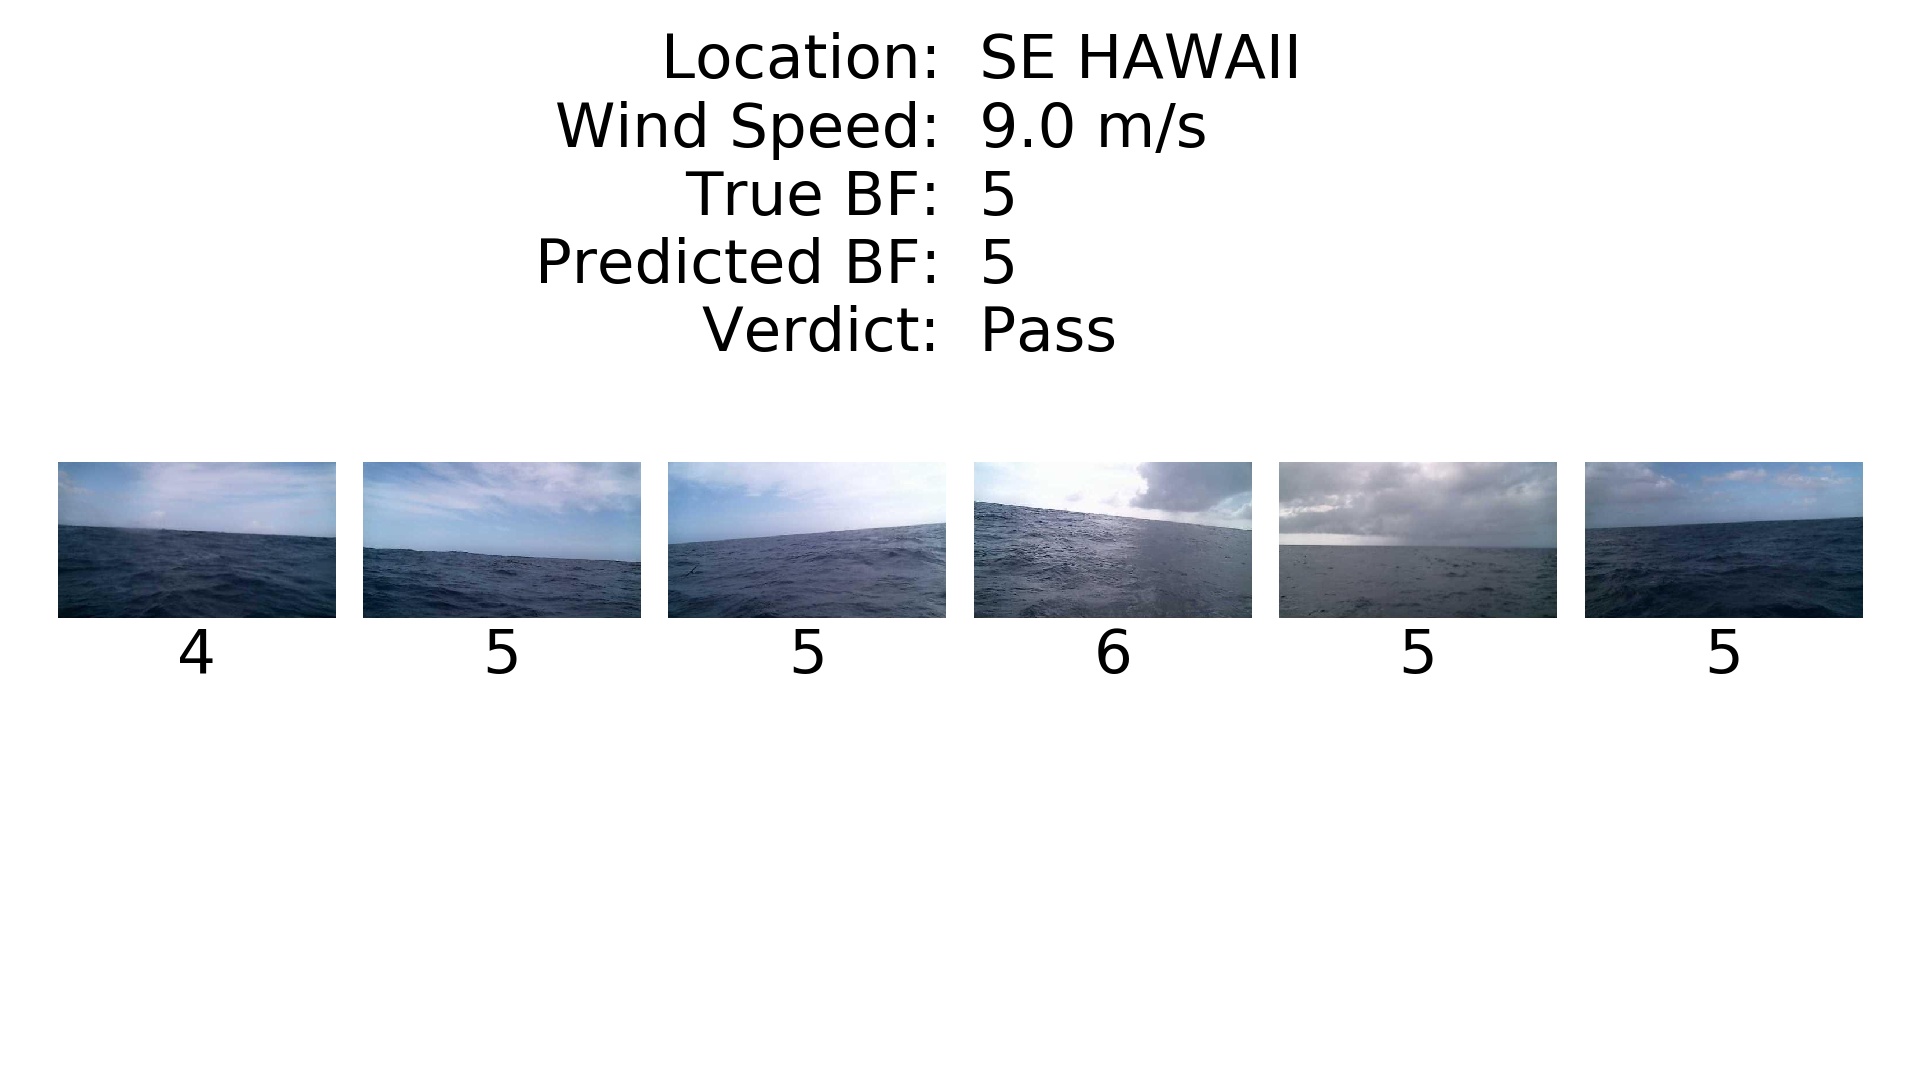 Location: SE HAWAII
Wind Speed: 9.0 m/s
True BF: 5
Predicted BF: 5
Verdict: Pass
4 5 5 6 5 5